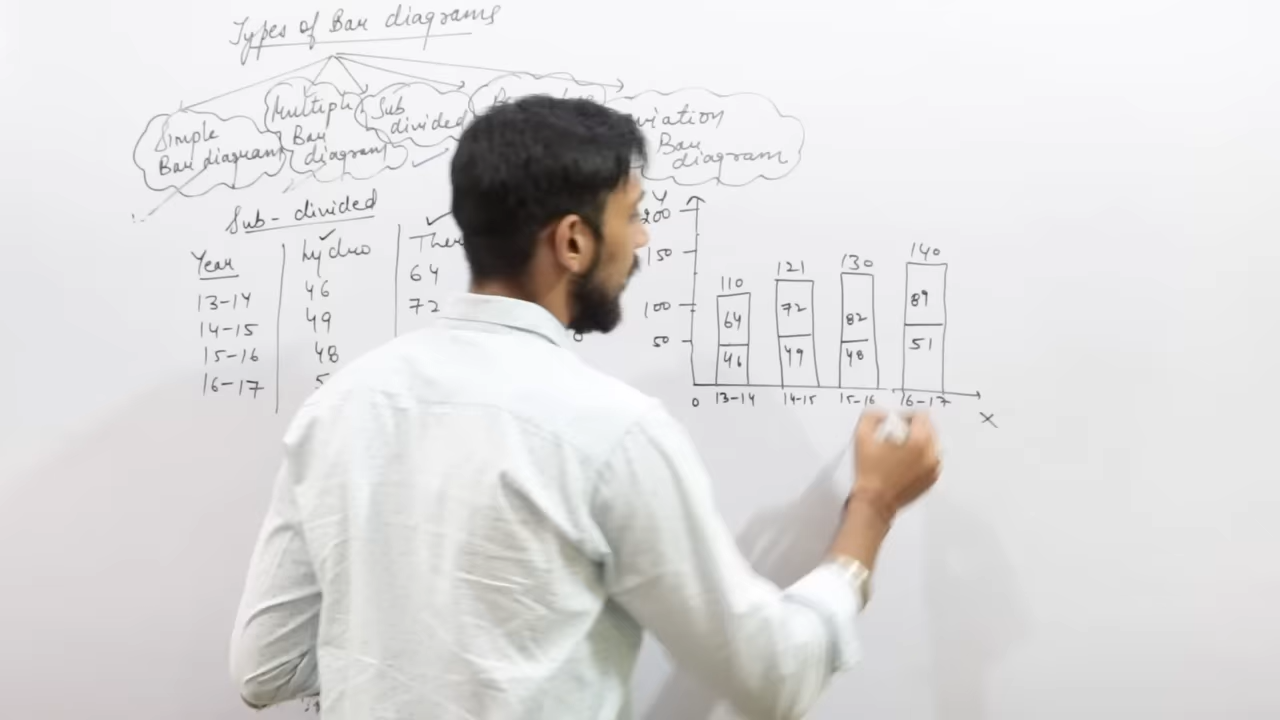 Types of Bar diagrams
Simple
Bar diagram
Multiple
Bar
diagram
Sub
divided
Bar
diagram
Sub-divided
Year
13-14
14-15
15-16
16-17
hydro
46
49
48
64
72
Y
200
150
100
50
0
110
64
46
13-14
121
72
49
14-15
130
82
48
15-16
140
89
51
16-17
X